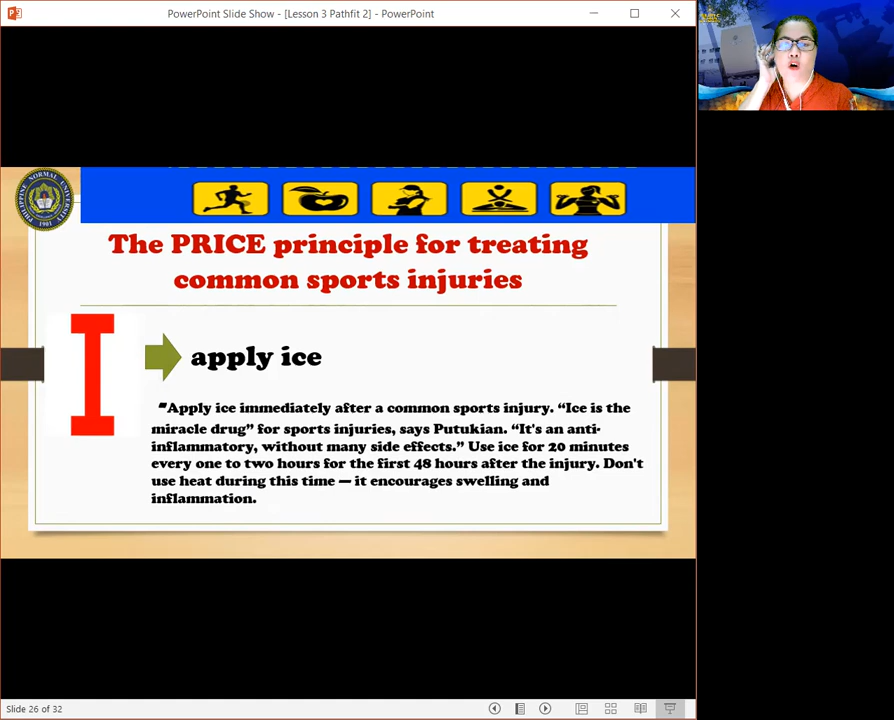 PowerPoint Slide Show - [Lesson 3 Pathfit 2] - PowerPoint
PHILIPPINE NORMAL UNIVERSITY
1901
The PRICE principle for treating
common sports injuries
I
apply ice
-Apply ice immediately after a common sports injury. “Ice is the
miracle drug” for sports injuries, says Putukian. “It's an anti-
inflammatory, without many side effects.” Use ice for 20 minutes
every one to two hours for the first 48 hours after the injury. Don't
use heat during this time — it encourages swelling and
inflammation.
Slide 26 of 32